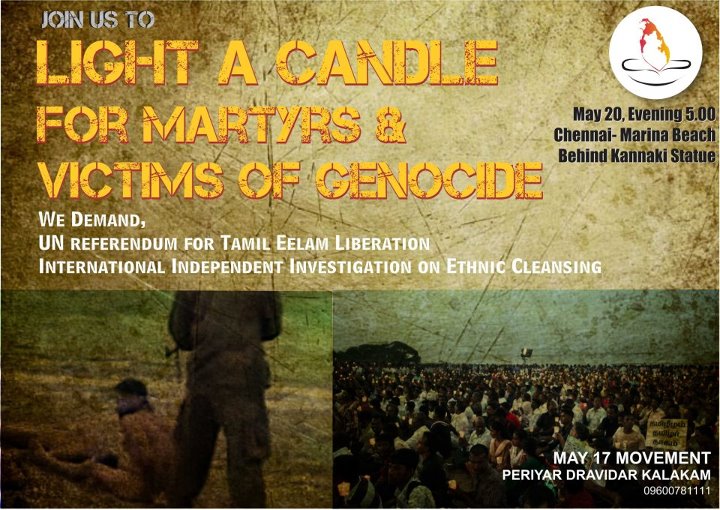 JOIN US TO
LIGHT A CANDLE
FOR MARTYRS &
VICTIMS OF GENOCIDE
May 20, Evening 5.00
Chennai- Marina Beach
Behind Kannaki Statue
WE DEMAND,
UN REFERENDUM FOR TAMIL EELAM LIBERATION
INTERNATIONAL INDEPENDENT INVESTIGATION ON ETHNIC CLEANSING
MAY 17 MOVEMENT
PERIYAR DRAVIDAR KALAKAM
09600781111